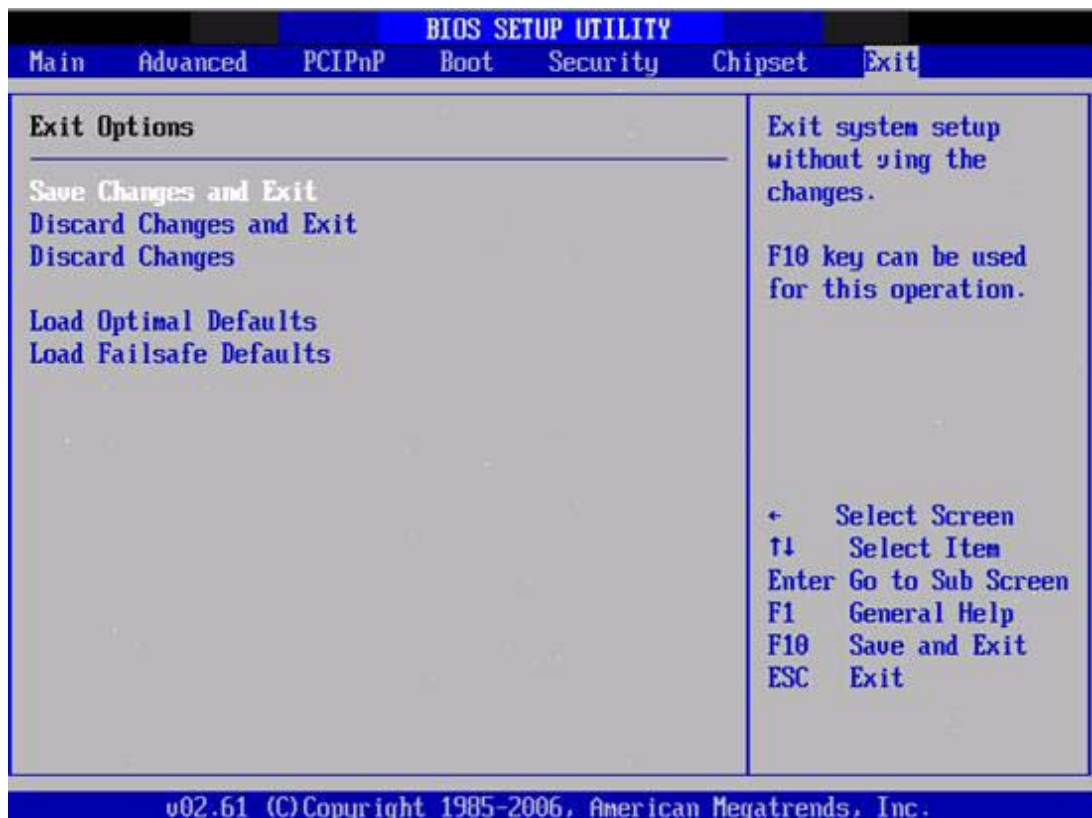 BIOS SETUP UTILITY
Main Advanced PCIPnP Boot Security Chipset Exit
Exit Options
Save Changes and Exit
Discard Changes and Exit
Discard Changes
Load Optimal Defaults
Load Failsafe Defaults
Exit system setup
without ving the
changes.
F10 key can be used
for this operation.
← Select Screen
↑↓ Select Item
Enter Go to Sub Screen
F1 General Help
F10 Save and Exit
ESC Exit
v02.61 (C)Copyright 1985-2006, American Megatrends, Inc.